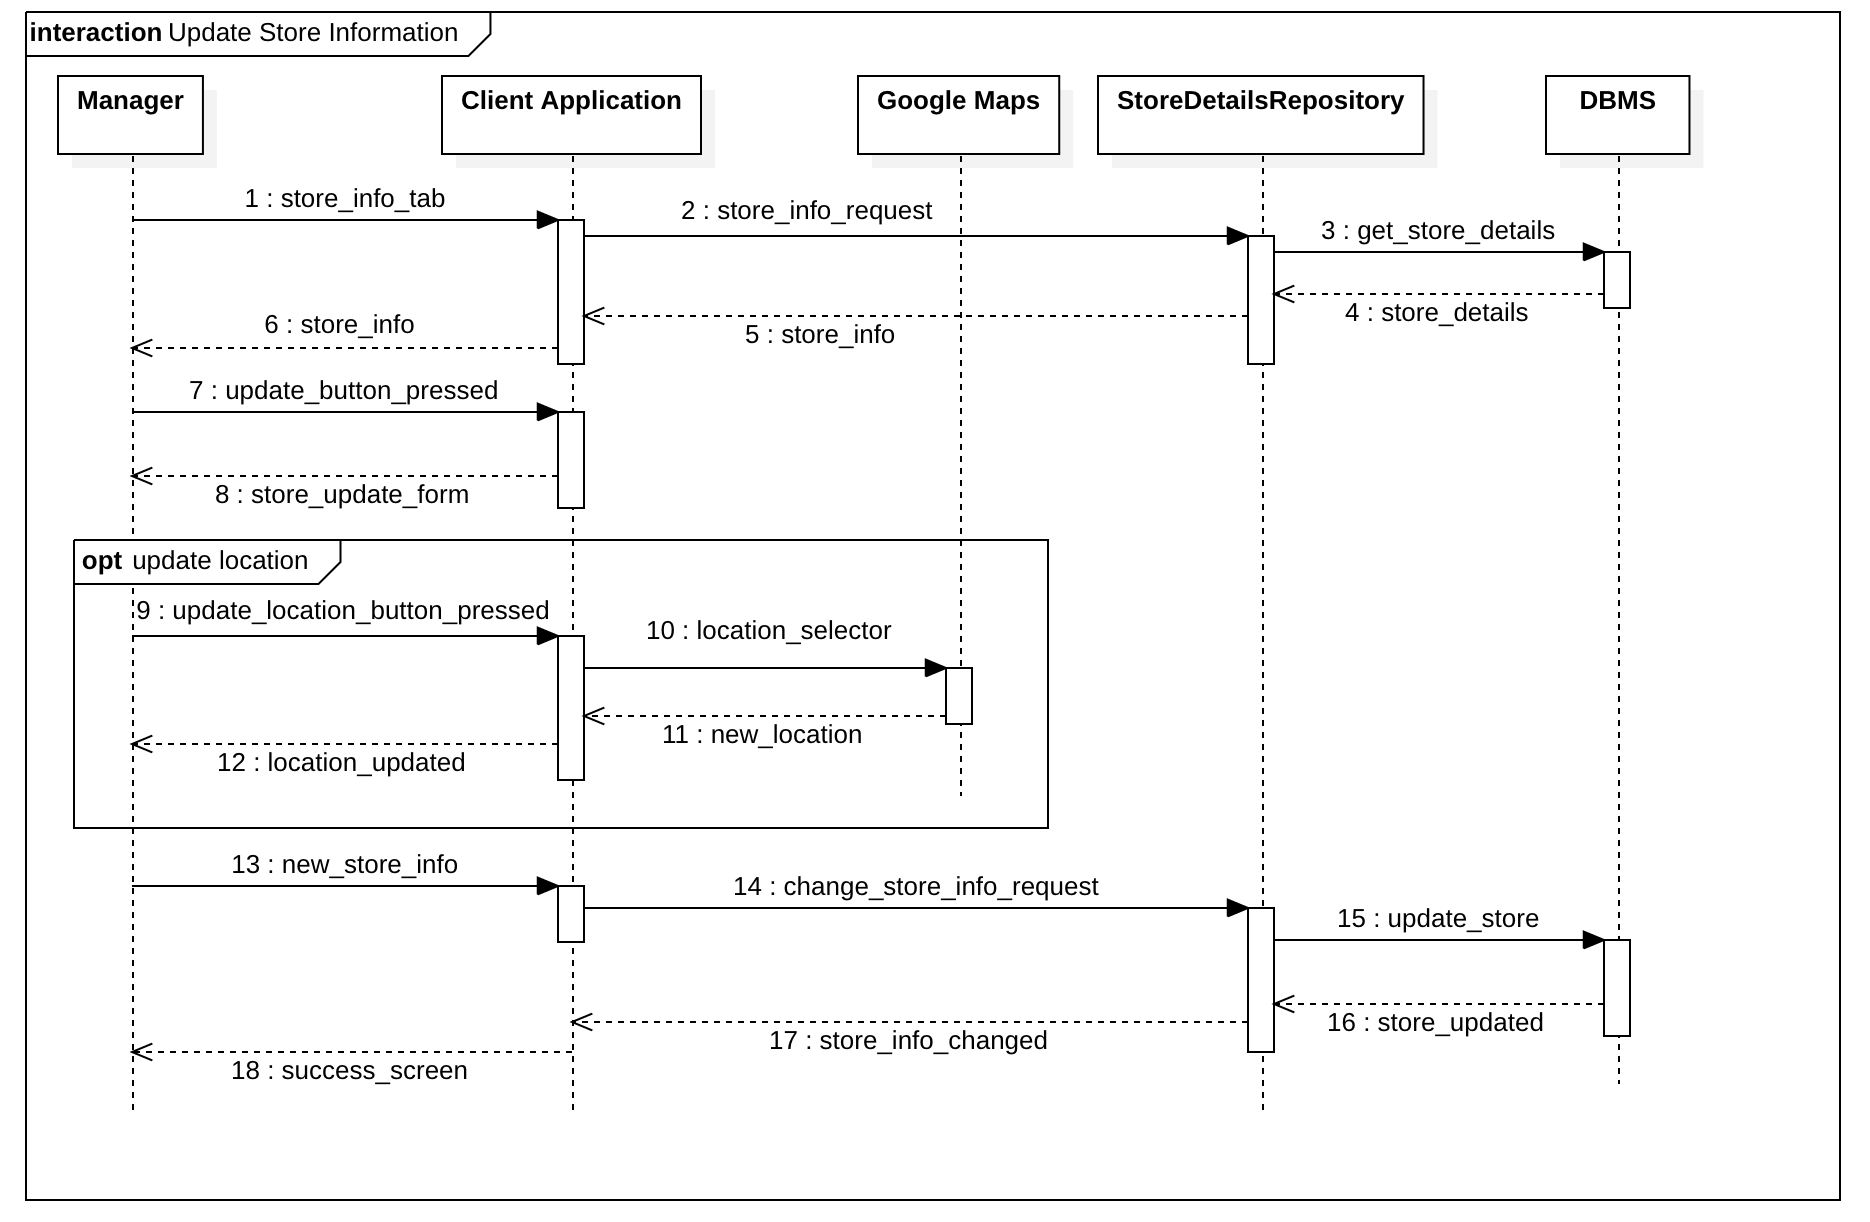 interaction Update Store Information
Manager
Client Application
Google Maps
StoreDetailsRepository
DBMS
1 : store_info_tab
2 : store_info_request
3 : get_store_details
4 : store_details
5 : store_info
6 : store_info
7 : update_button_pressed
8 : store_update_form
opt update location
9 : update_location_button_pressed
10 : location_selector
11 : new_location
12 : location_updated
13 : new_store_info
14 : change_store_info_request
15 : update_store
16 : store_updated
17 : store_info_changed
18 : success_screen